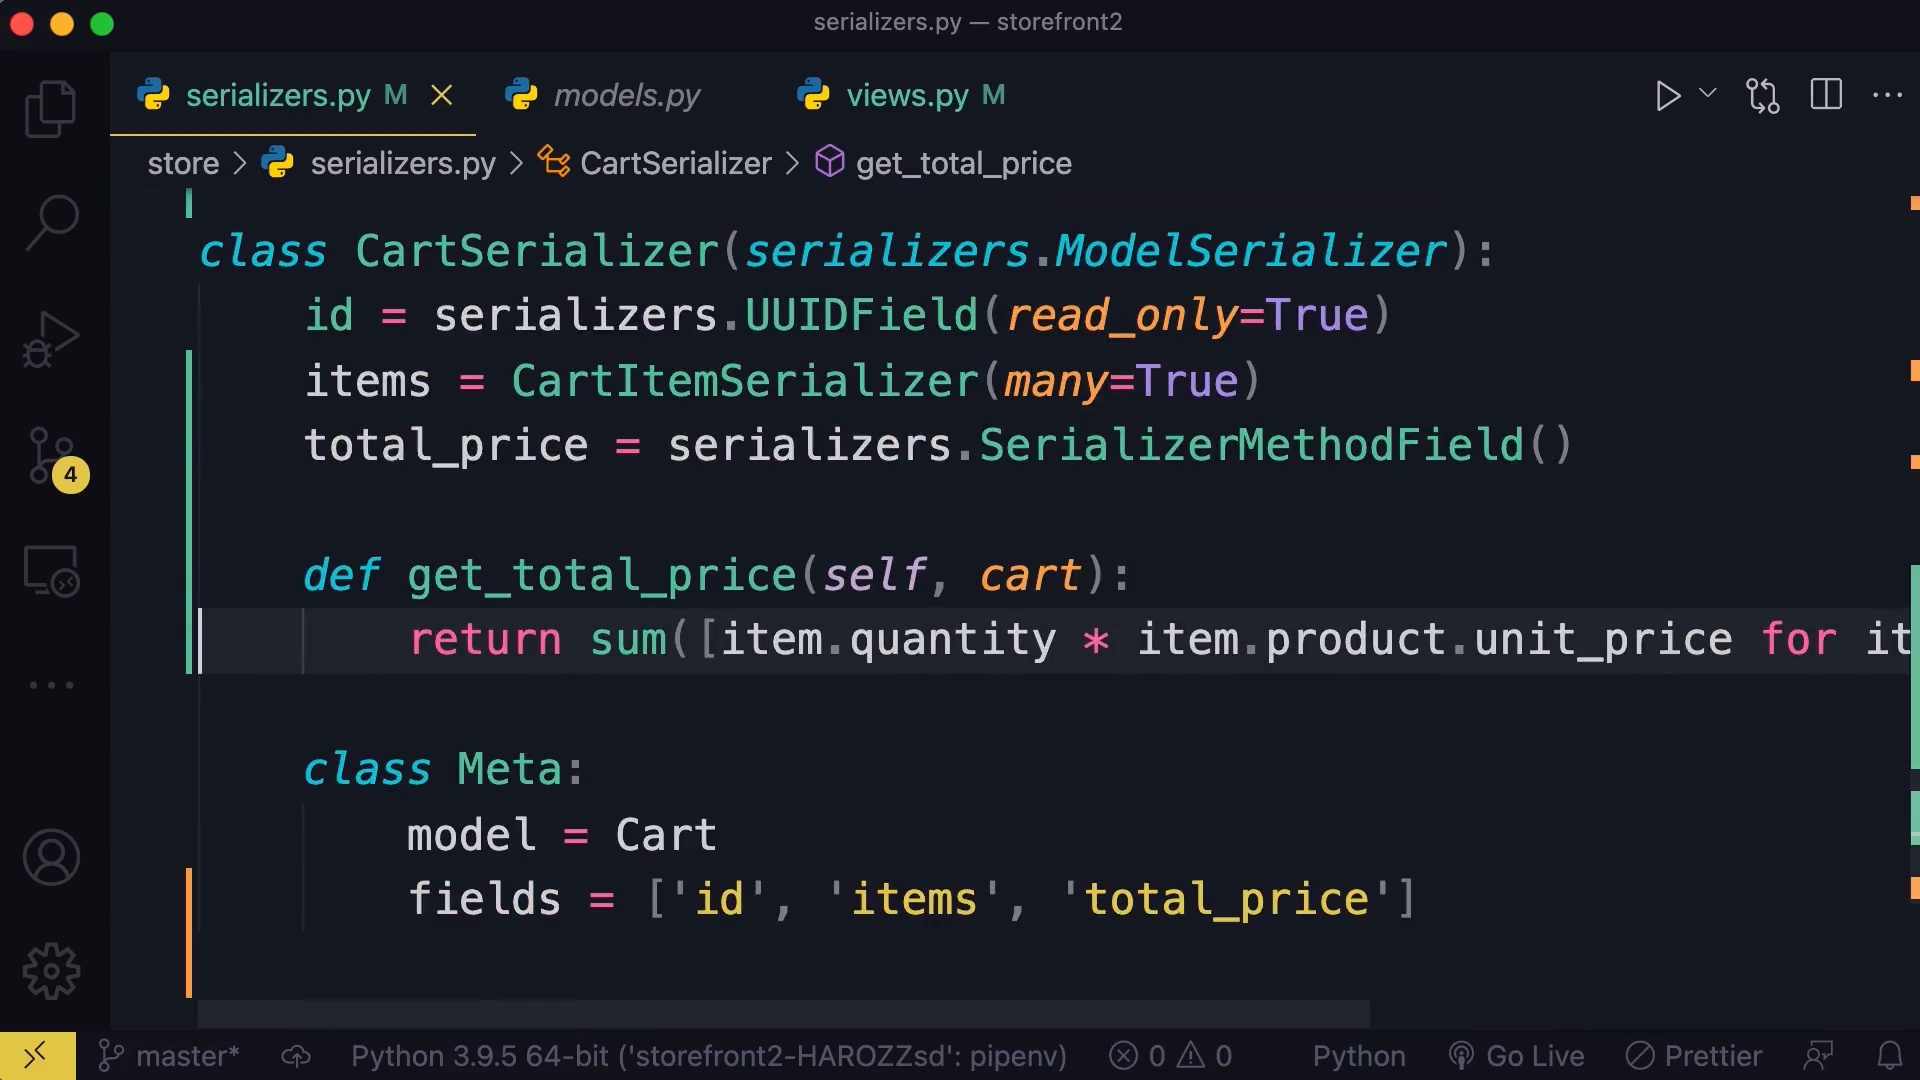 serializers.py — storefront2
serializers.py M models.py views.py M
store > serializers.py > CartSerializer > get_total_price
class CartSerializer(serializers.ModelSerializer):
id = serializers.UUIDField(read_only=True)
items = CartItemSerializer(many=True)
total_price = serializers.SerializerMethodField()
def get_total_price(self, cart):
return sum([item.quantity * item.product.unit_price for it
class Meta:
model = Cart
fields = ['id', 'items', 'total_price']
4
master* Python 3.9.5 64-bit ('storefront2-HAROZZsd': pipenv) 0 0 Python Go Live Prettier